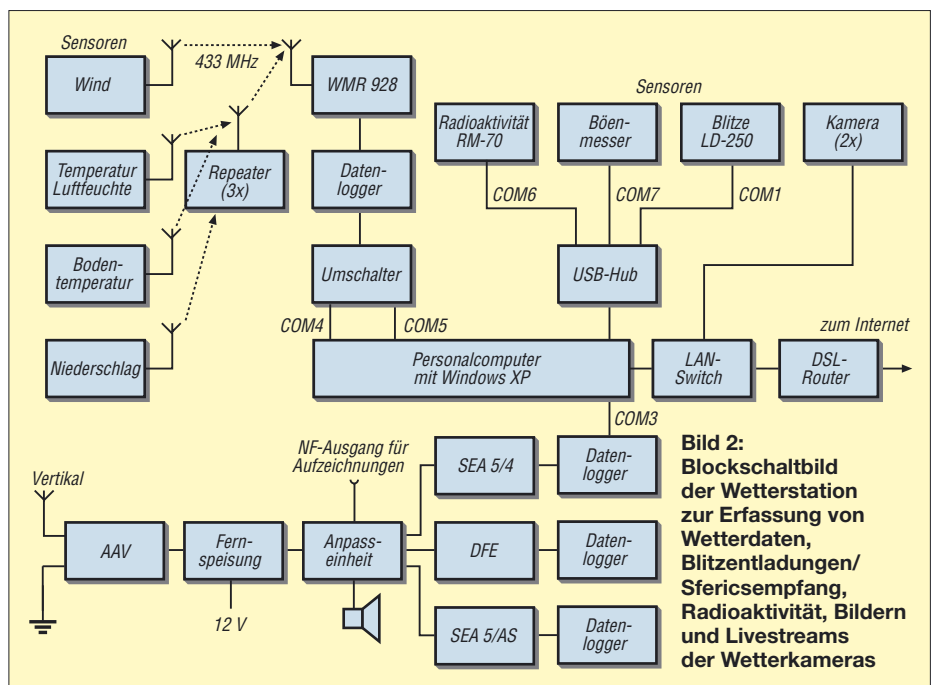 Sensoren
433 MHz
Wind
WMR 928
Sensoren
Radioaktivität
RM-70
Böen-
messer
Blitze
LD-250
Kamera
(2x)
Temperatur
Luftfeuchte
Repeater
(3x)
Daten-
logger
COM6
COM7
COM1
Boden-
temperatur
Umschalter
USB-Hub
COM4
COM5
zum Internet
Niederschlag
Personalcomputer
mit Windows XP
LAN-
Switch
DSL-
Router
COM3
NF-Ausgang für
Aufzeichnungen
Vertikal
AAV
Fern-
speisung
12 V
Anpass-
einheit
SEA 5/4
Daten-
logger
DFE
Daten-
logger
SEA 5/AS
Daten-
logger
Bild 2:
Blockschaltbild
der Wetterstation
zur Erfassung von
Wetterdaten,
Blitzentladungen/
Sfericsempfang,
Radioaktivität, Bildern
und Livestreams
der Wetterkameras